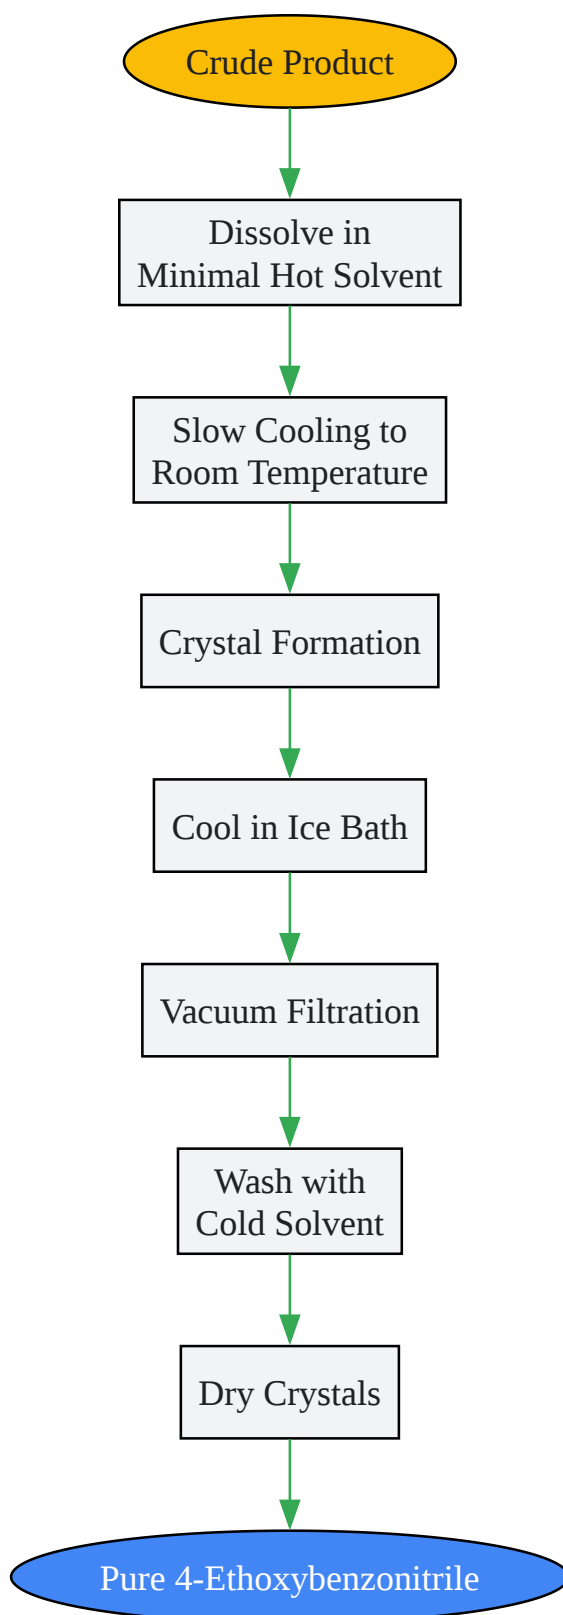 Crude Product
Dissolve in
Minimal Hot Solvent
Slow Cooling to
Room Temperature
Crystal Formation
Cool in Ice Bath
Vacuum Filtration
Wash with
Cold Solvent
Dry Crystals
Pure 4-Ethoxybenzonitrile